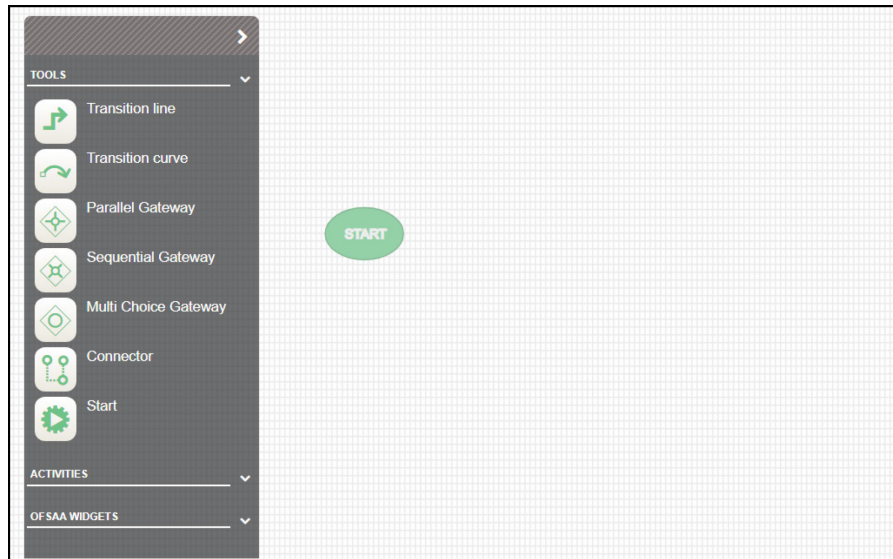 TOOLS
Transition line
Transition curve
Parallel Gateway
START
Sequential Gateway
Multi Choice Gateway
Connector
Start
ACTIVITIES
OFSAA WIDGETS